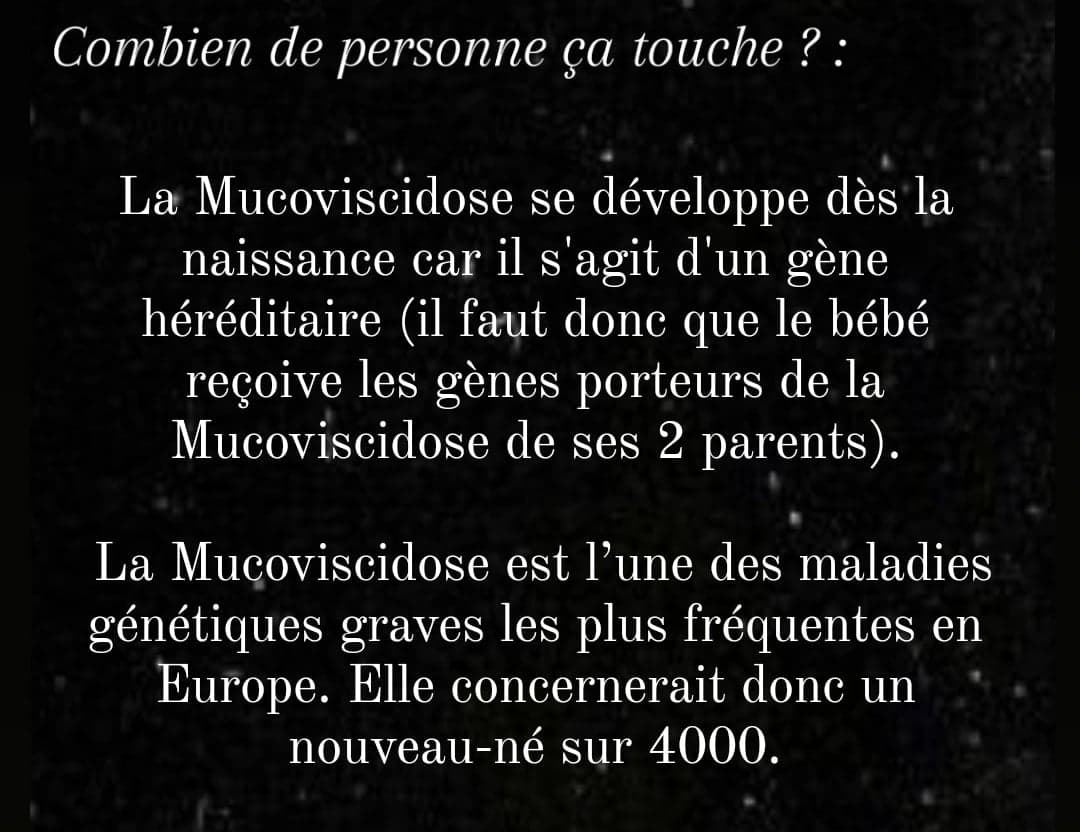 Combien de personne ça touche ? :
La Mucoviscidose se développe dès la
naissance car il s'agit d'un gène
héréditaire (il faut donc que le bébé
reçoive les gènes porteurs de la
Mucoviscidose de ses 2 parents).
La Mucoviscidose est l’une des maladies
génétiques graves les plus fréquentes en
Europe. Elle concernerait donc un
nouveau-né sur 4000.